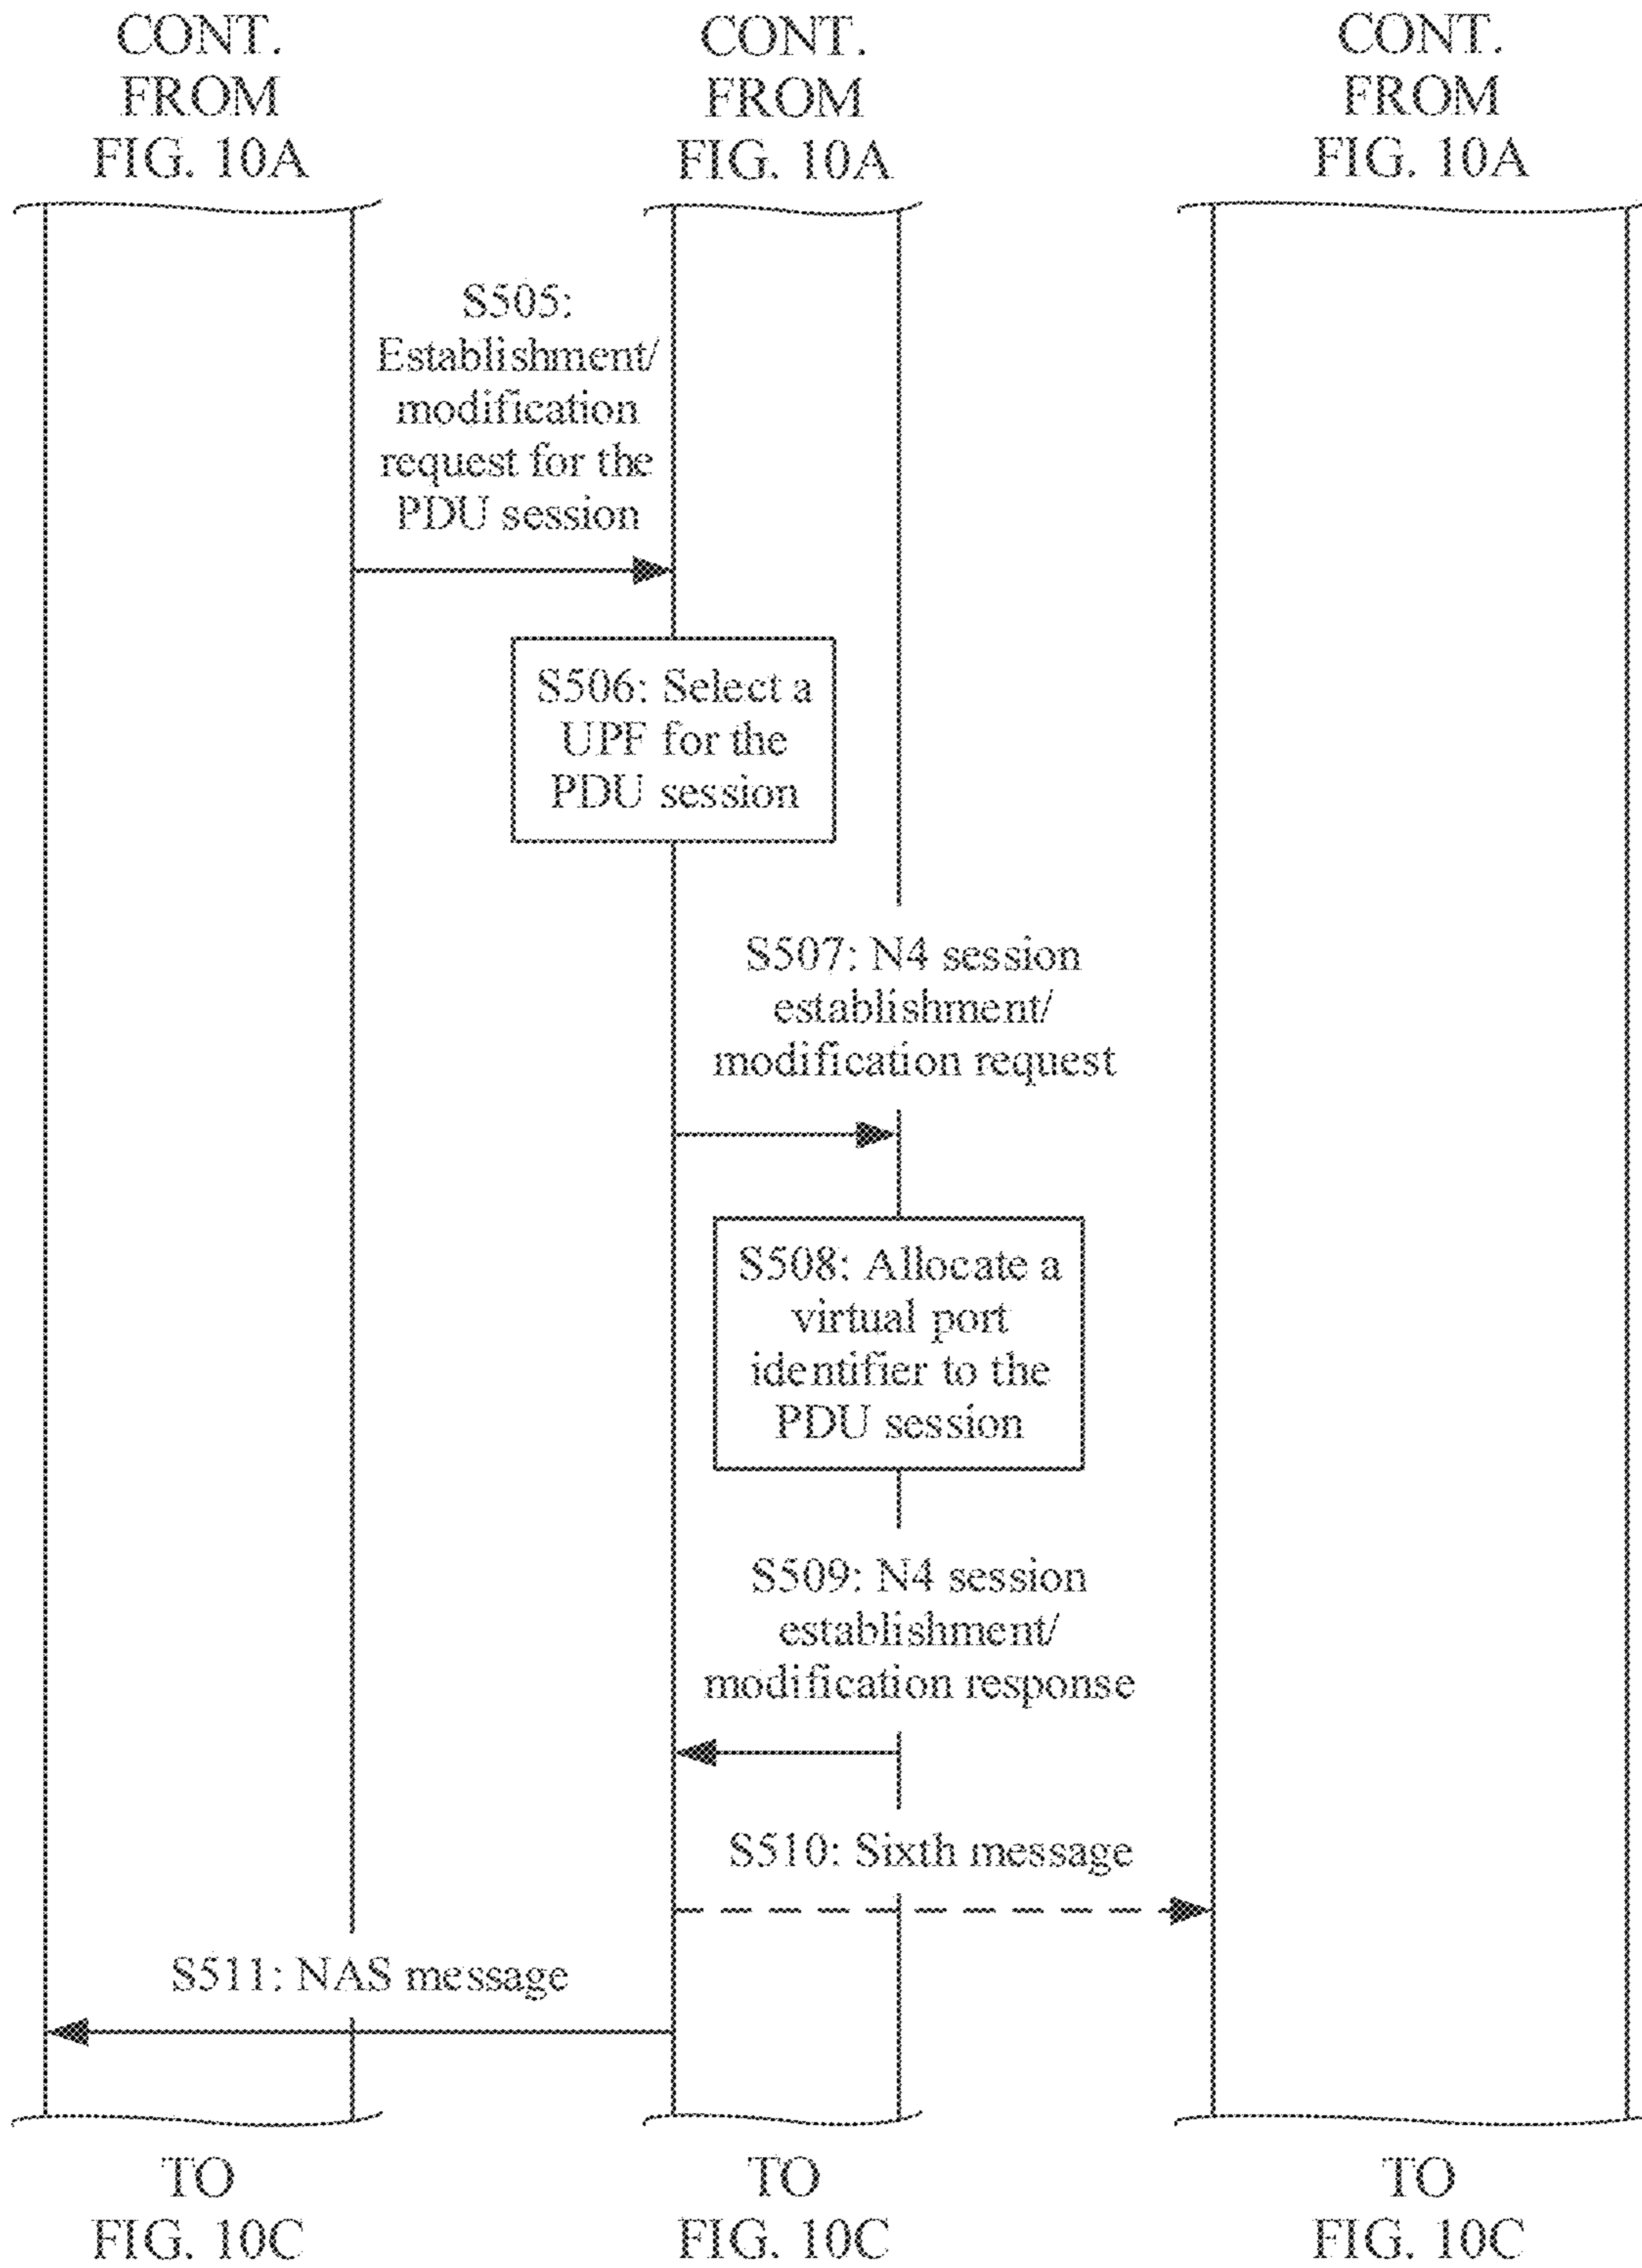 CONT.
FROM
FIG. 10A
CONT.
FROM
FIG. 10A
CONT.
FROM
FIG. 10A
S505:
Establishment/
modification
request for the
PDU session
S506: Select a
UPF for the
PDU session
S507: N4 session
establishment/
modification request
S508: Allocate a
virtual port
identifier to the
PDU session
S509: N4 session
establishment/
modification response
S510: Sixth message
S511: NAS message
TO
FIG. 10C
TO
FIG. 10C
TO
FIG. 10C